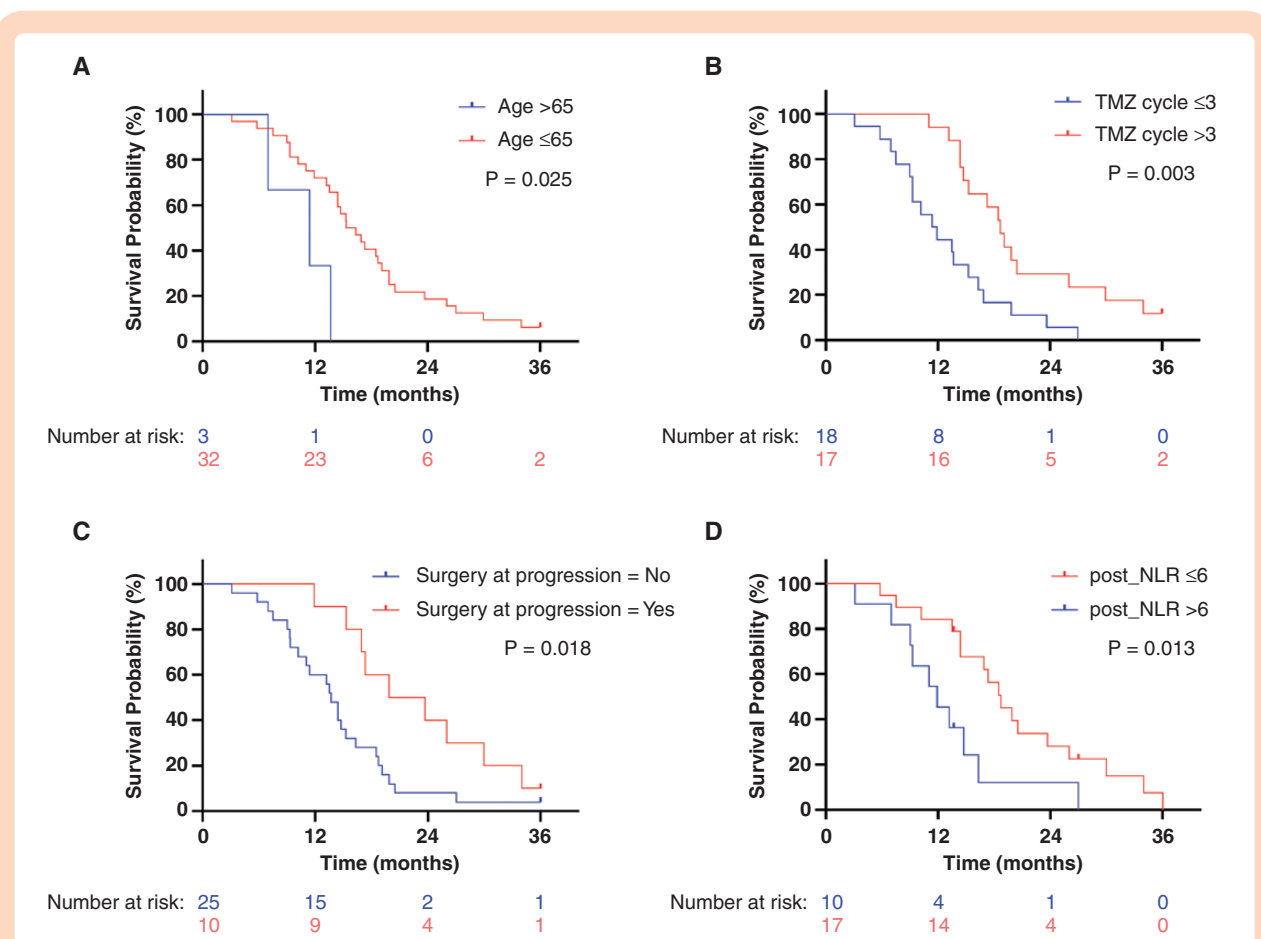 A
Survival Probability (%)
100
80
60
40
20
0
Age >65
Age ≤65
P = 0.025
0 12 24 36
Time (months)
Number at risk: 3 1 0
32 23 6 2
B
Survival Probability (%)
100
80
60
40
20
0
TMZ cycle ≤3
TMZ cycle >3
P = 0.003
0 12 24 36
Time (months)
Number at risk: 18 8 1 0
17 16 5 2
C
Survival Probability (%)
100
80
60
40
20
0
Surgery at progression = No
Surgery at progression = Yes
P = 0.018
0 12 24 36
Time (months)
Number at risk: 25 15 2 1
10 9 4 1
D
Survival Probability (%)
100
80
60
40
20
0
post_NLR ≤6
post_NLR >6
P = 0.013
0 12 24 36
Time (months)
Number at risk: 10 4 1 0
17 14 4 0